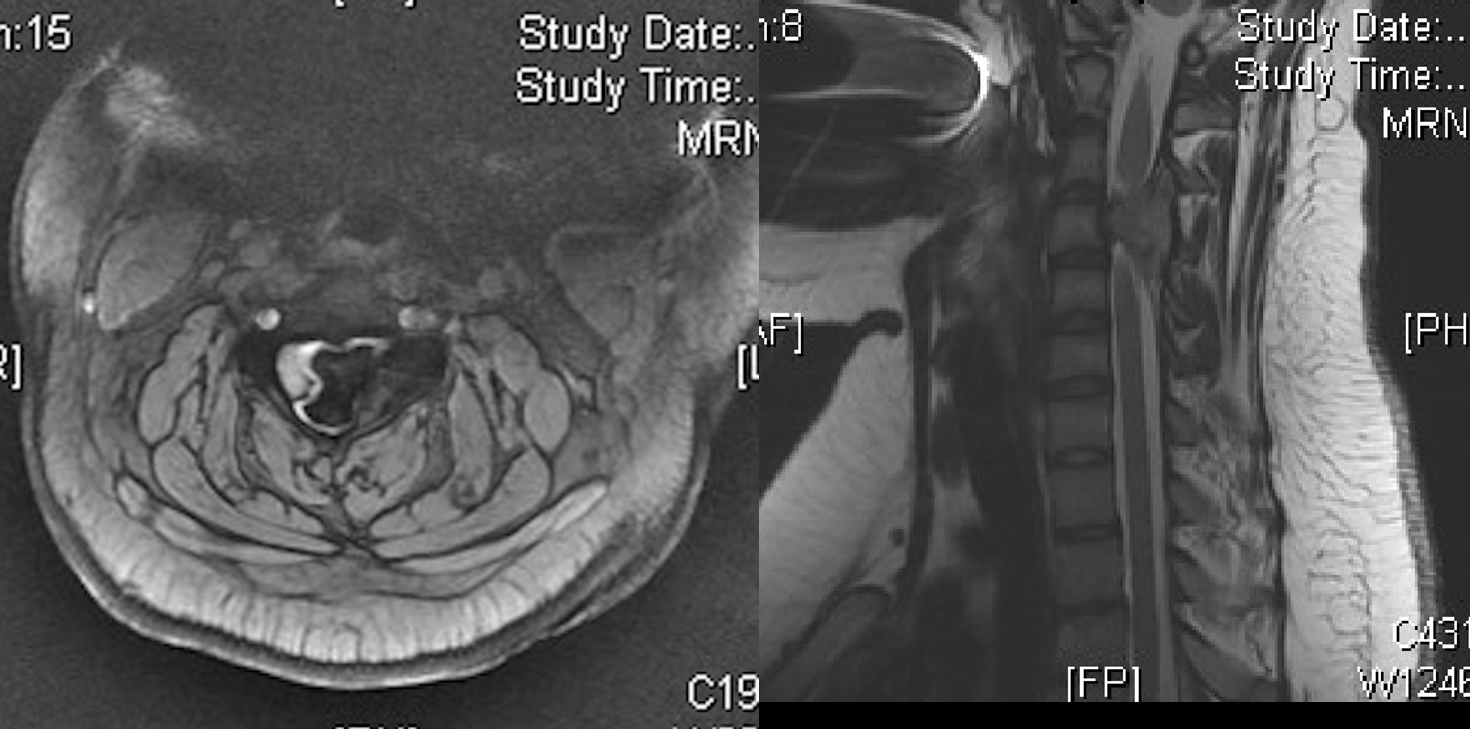 n:15
Study Date:..
Study Time:..
MRN
R]
[L
C19
n:8
Study Date:...
Study Time:...
MRN
AF]
[PH
C431
[FP]
W1246